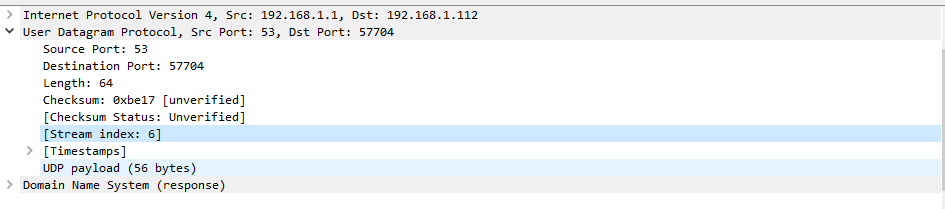 Internet Protocol Version 4, Src: 192.168.1.1, Dst: 192.168.1.112
User Datagram Protocol, Src Port: 53, Dst Port: 57704
Source Port: 53
Destination Port: 57704
Length: 64
Checksum: 0xbe17 [unverified]
[Checksum Status: Unverified]
[Stream index: 6]
[Timestamps]
UDP payload (56 bytes)
Domain Name System (response)